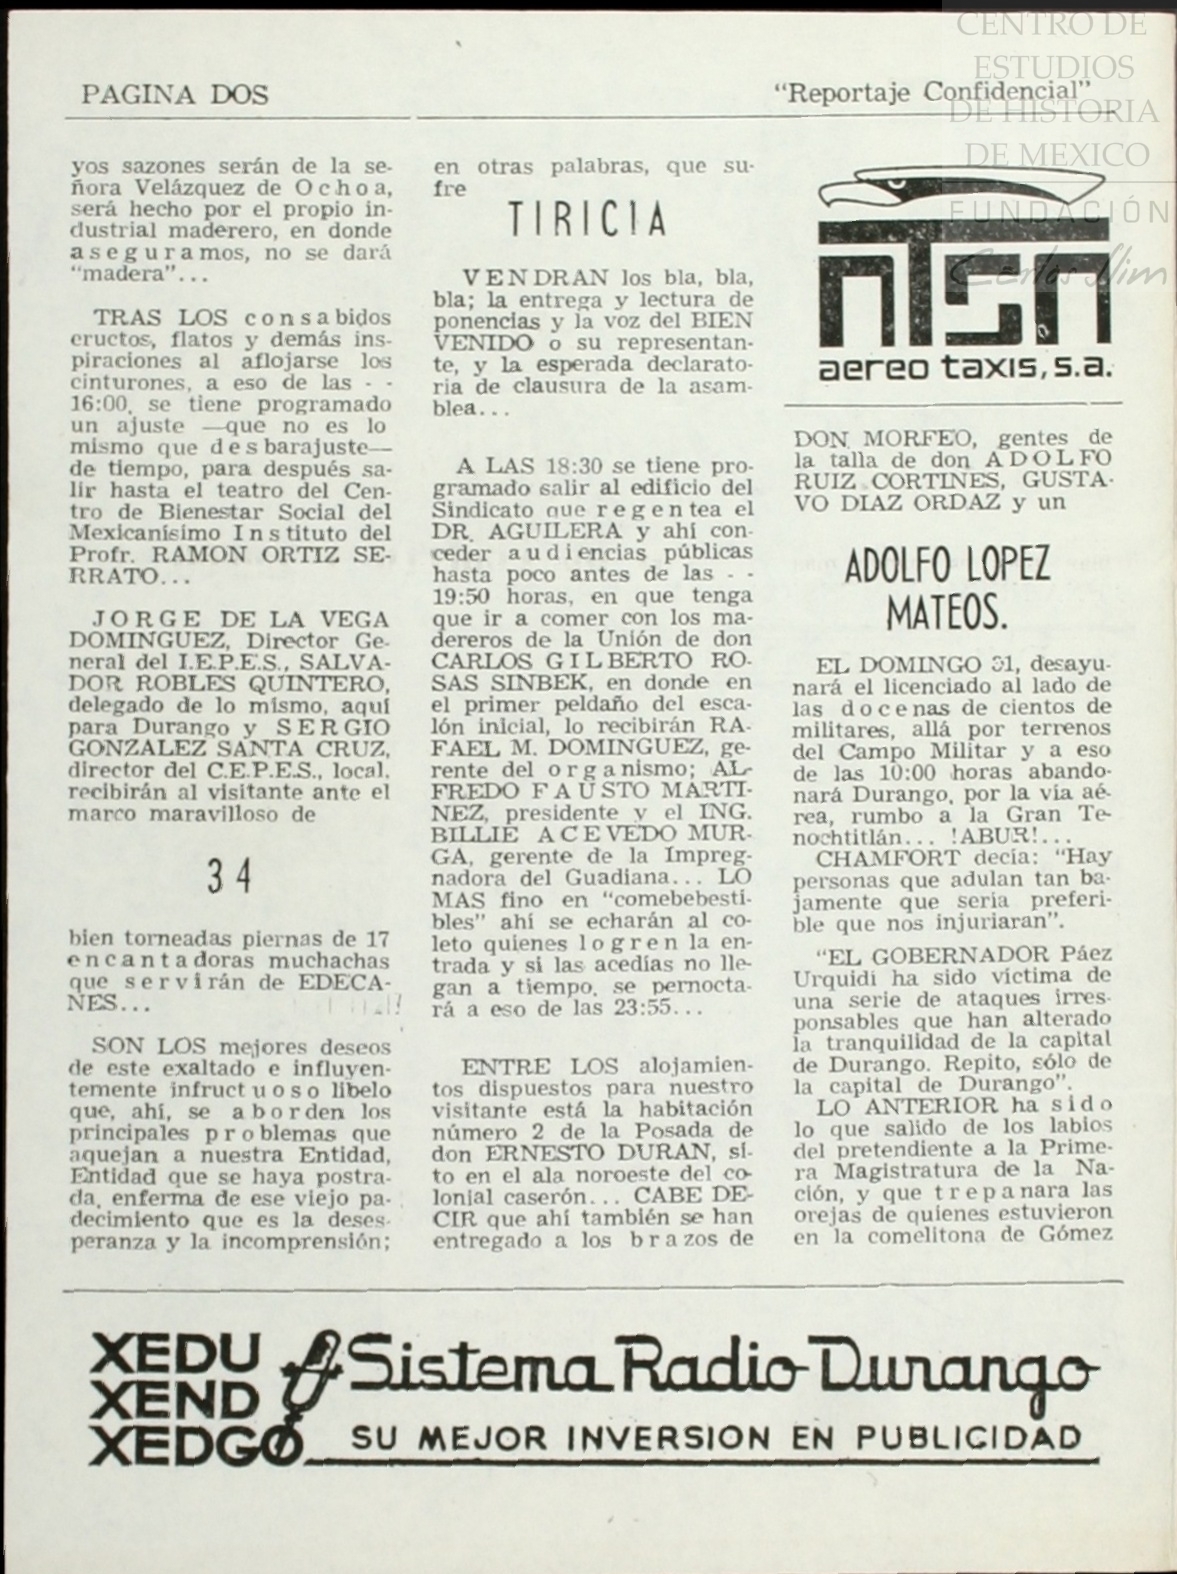 CENTRO DE
ESTUDIOS
DE HISTORIA
DE MEXICO
FUNDACIÓN
Carlos Slim
PAGINA DOS
"Reportaje Confidencial"
yos sazones serán de la se-
ñora Velázquez de Ochoa,
será hecho por el propio in-
dustrial maderero, en donde
aseguramos, no se dará
"madera"...
TRAS LOS consabidos
eructos, flatos y demás ins-
piraciones al aflojarse los
cinturones, a eso de las - -
16:00, se tiene programado
un ajuste —que no es lo
mismo que desbarajuste—
de tiempo, para después sa-
lir hasta el teatro del Cen-
tro de Bienestar Social del
Mexicanísimo Instituto del
Profr. RAMON ORTIZ SE-
RRATO...
JORGE DE LA VEGA
DOMINGUEZ, Director Ge-
neral del I.E.P.E.S., SALVA-
DOR ROBLES QUINTERO,
delegado de lo mismo, aquí
para Durango y SERGIO
GONZALEZ SANTA CRUZ,
director del C.E.P.E.S., local,
recibirán al visitante ante el
marco maravilloso de
34
bien torneadas piernas de 17
encantadoras muchachas
que servirán de EDECA-
NES...
SON LOS mejores deseos
de este exaltado e influyen-
temente infructuoso libelo
que, ahí, se aborden los
principales problemas que
aquejan a nuestra Entidad,
Entidad que se haya postra-
da, enferma de ese viejo pa-
decimiento que es la deses-
peranza y la incomprensión;
en otras palabras, que su-
fre
TIRICIA
VENDRAN los bla, bla,
bla; la entrega y lectura de
ponencias y la voz del BIEN
VENIDO o su representan-
te, y la esperada declarato-
ria de clausura de la asam-
blea...
A LAS 18:30 se tiene pro-
gramado salir al edificio del
Sindicato que regentea el
DR. AGUILERA y ahí con-
ceder audiencias públicas
hasta poco antes de las - -
19:50 horas, en que tenga
que ir a comer con los ma-
dereros de la Unión de don
CARLOS GILBERTO RO-
SAS SINBEK, en donde en
el primer peldaño del esca-
lón inicial, lo recibirán RA-
FAEL M. DOMINGUEZ, ge-
rente del organismo; AL-
FREDO FAUSTO MARTI-
NEZ, presidente y el ING.
BILLIE ACEVEDO MUR-
GA, gerente de la Impreg-
nadora del Guadiana... LO
MAS fino en "comebebesti-
bles" ahí se echarán al co-
leto quienes logren la en-
trada y si las acedías no lle-
gan a tiempo, se pernocta-
rá a eso de las 23:55...
ENTRE LOS alojamien-
tos dispuestos para nuestro
visitante está la habitación
número 2 de la Posada de
don ERNESTO DURAN, si-
to en el ala noroeste del co-
lonial caserón... CABE DE-
CIR que ahí también se han
entregado a los brazos de
ATSA
aereo taxis, s.a.
DON MORFEO, gentes de
la talla de don ADOLFO
RUIZ CORTINES, GUSTA-
VO DIAZ ORDAZ y un
ADOLFO LOPEZ
MATEOS.
EL DOMINGO 31, desayu-
nará el licenciado al lado de
las docenas de cientos de
militares, allá por terrenos
del Campo Militar y a eso
de las 10:00 horas abando-
nará Durango, por la vía aé-
rea, rumbo a la Gran Te-
nochtitlán... !ABUR!...
CHAMFORT decía: "Hay
personas que adulan tan ba-
jamente que sería preferi-
ble que nos injuriaran".
"EL GOBERNADOR Páez
Urquidi ha sido víctima de
una serie de ataques irres-
ponsables que han alterado
la tranquilidad de la capital
de Durango. Repito, sólo de
la capital de Durango".
LO ANTERIOR ha sido
lo que salido de los labios
del pretendiente a la Prime-
ra Magistratura de la Na-
ción, y que trepanara las
orejas de quienes estuvieron
en la comelitona de Gómez
XEDU
XEND
XEDGO
Sistema Radio Durango
SU MEJOR INVERSION EN PUBLICIDAD